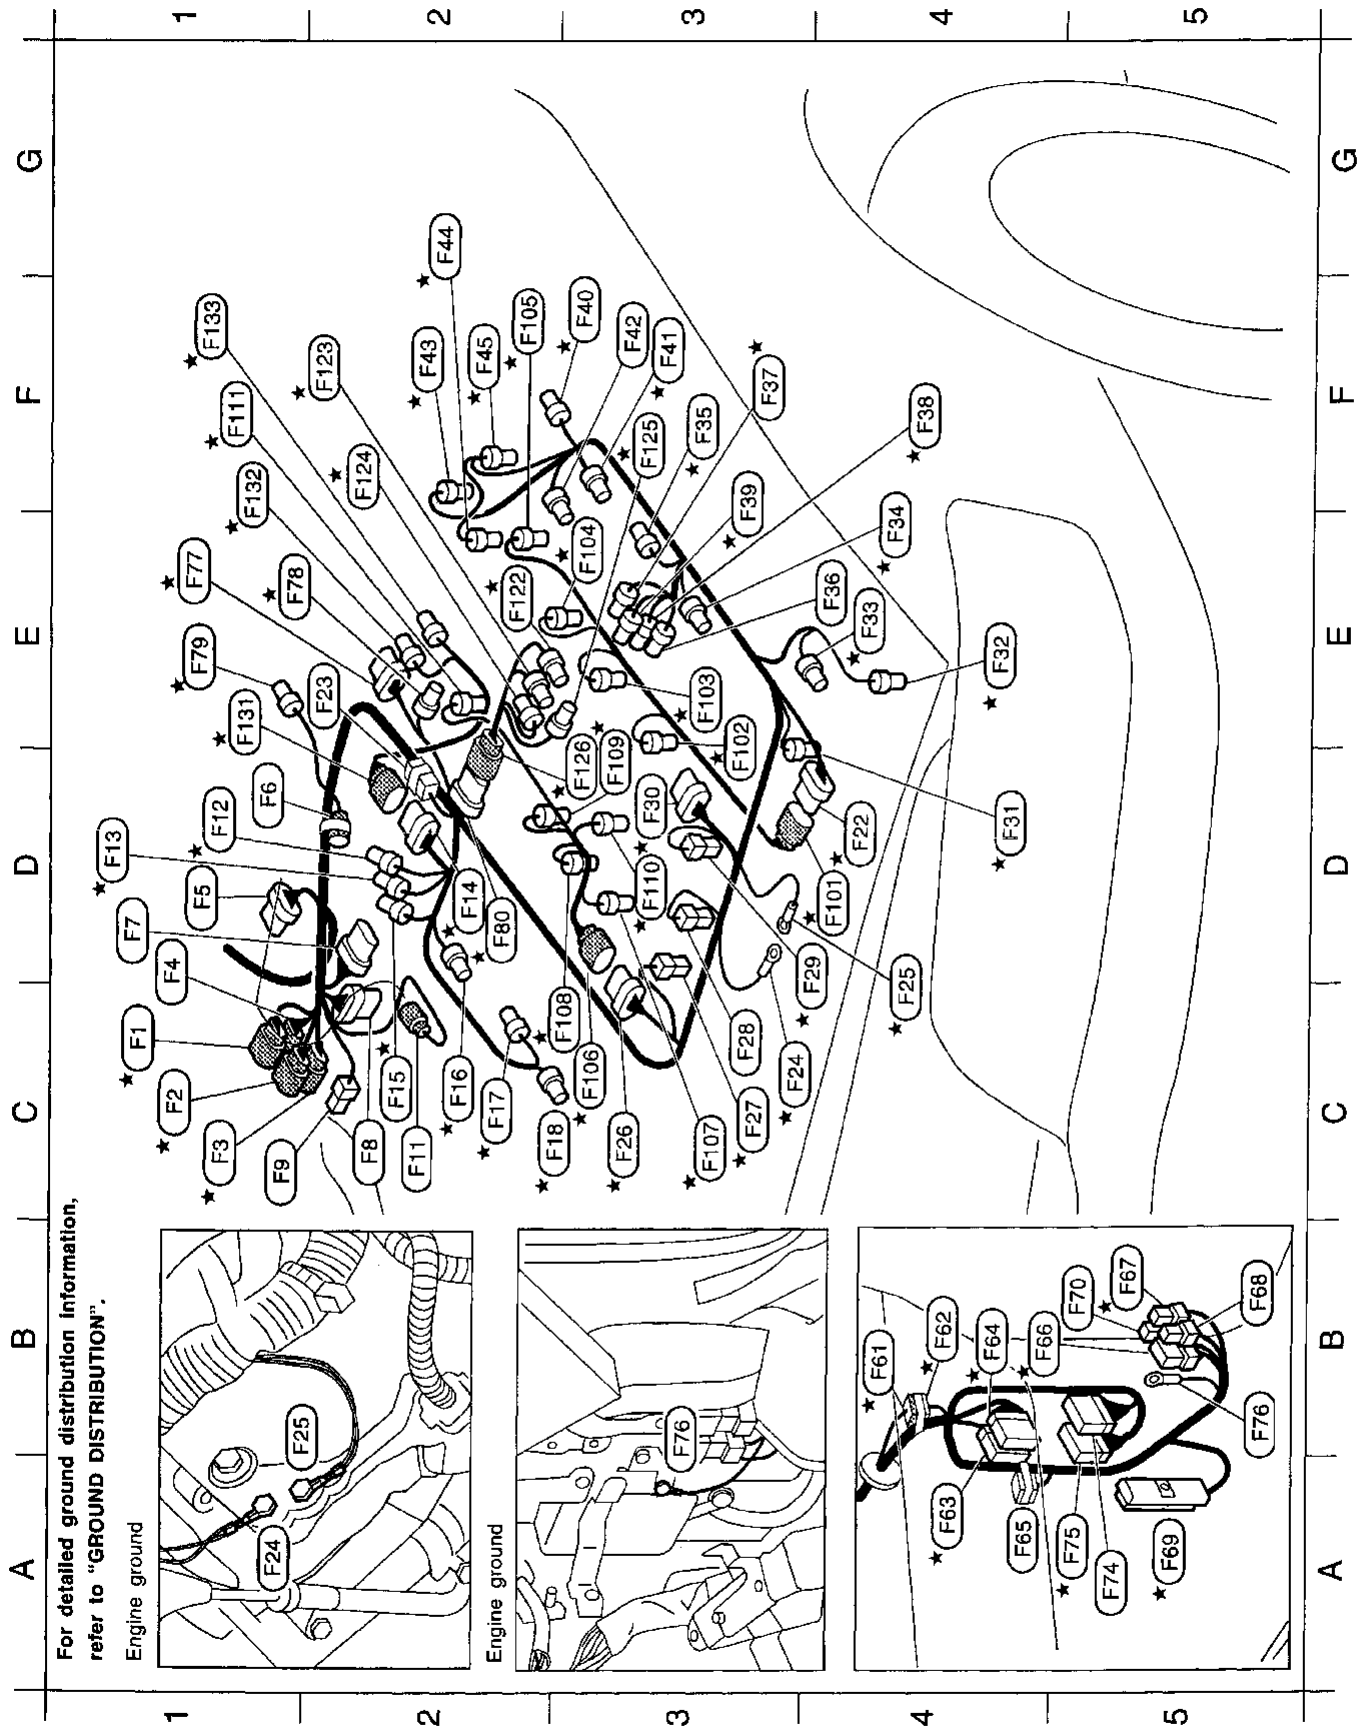 A B C D E F G
1
2
3
4
5
For detailed ground distribution information,
refer to "GROUND DISTRIBUTION".
Engine ground
F24
F25
Engine ground
F76
★ F61
★ F62
★ F63
★ F64
F65
★ F66
F70
★ F67
F68
★ F75
F74
★ F69
F76
★ F1
★ F2
★ F3
F4
F7
F5
★ F13
★ F12
F6
★ F131
★ F79
F23
★ F77
★ F78
★ F132
★ F111
★ F133
★ F124
★ F123
F9
F8
★ F15
F11
★ F16
★ F14
★ F80
★ F17
★ F18
★ F43
★ F44
★ F45
★ F105
★ F40
F42
★ F41
★ F125
★ F122
★ F104
★ F35
★ F37
★ F39
★ F38
★ F34
F36
★ F33
★ F32
★ F126
★ F109
★ F103
★ F102
★ F30
★ F110
★ F108
★ F106
★ F26
★ F107
★ F27
F28
★ F24
★ F29
★ F25
★ F101
★ F22
★ F31
1
2
3
4
5
A B C D E F G